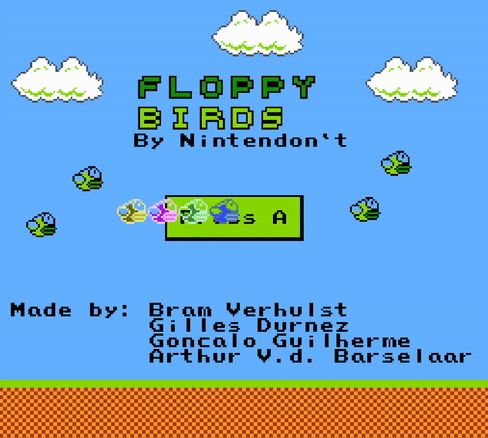 FLOPPY
BIRDS
By Nintendon't
A
Made by: Bram Verhulst
Gilles Durnez
Goncalo Guilherme
Arthur V.d. Barselaar